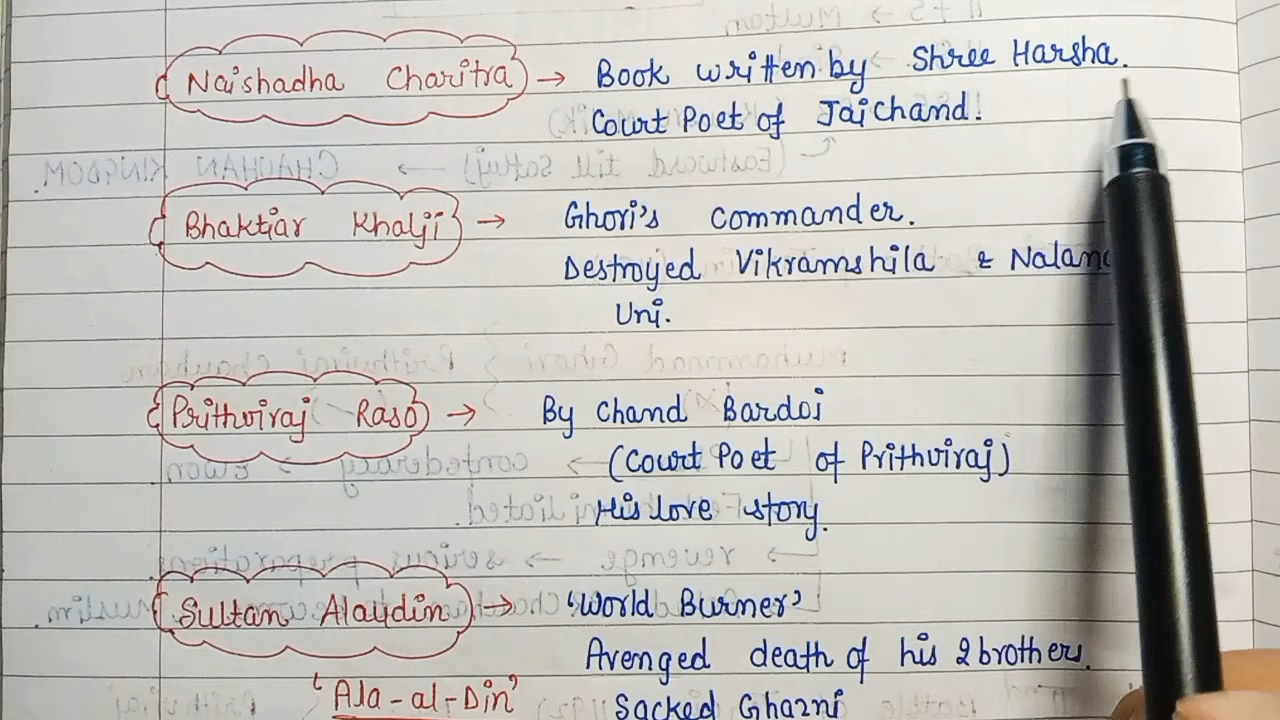 Naishadha Charitra → Book written by Shree Harsha.
Court Poet of Jaichand!
Bhaktiar Khalji → Ghori's commander.
Destroyed Vikramshila & Nalan
Uni.
Prithviraj Raso → By Chand Bardoi
(Court Poet of Prithviraj)
His love story.
Sultan Alaudin → 'World Burner'
Avenged death of his 2 brothers.
'Ala-al-Din' Sacked Ghazni